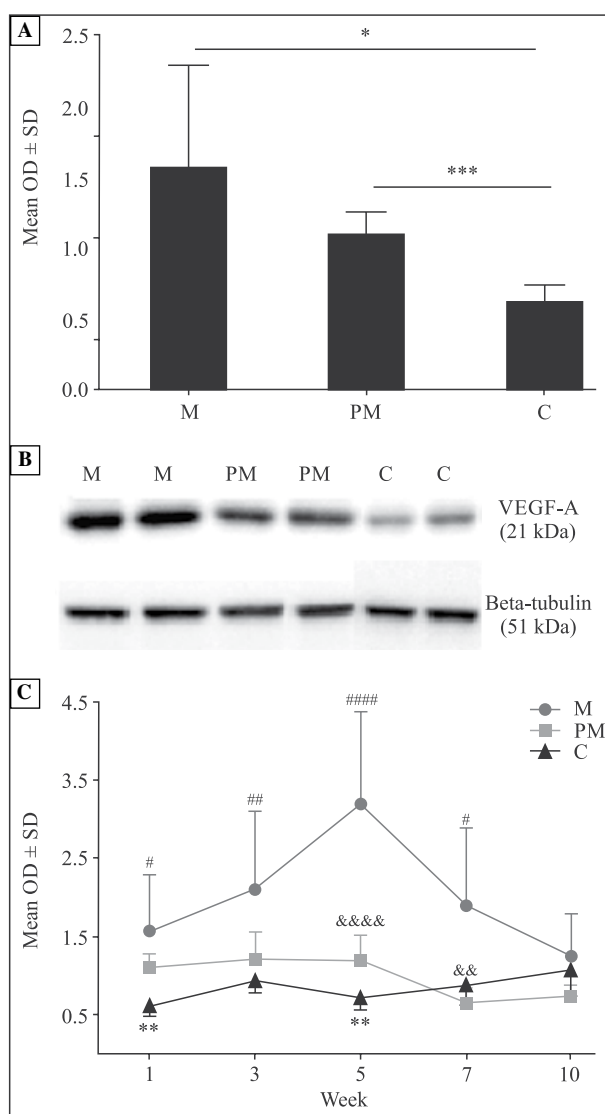 A
2.5
*
***
1.5
1.0
0.5
0.0
Mean OD ± SD
M PM C
B
M M PM PM C C
VEGF-A
(21 kDa)
Beta-tubulin
(51 kDa)
C
4.5
3.5
2.5
1.5
0.5
Mean OD ± SD
M
PM
C
####
##
# #
&&&&
&&
** **
1 3 5 7 10
Week